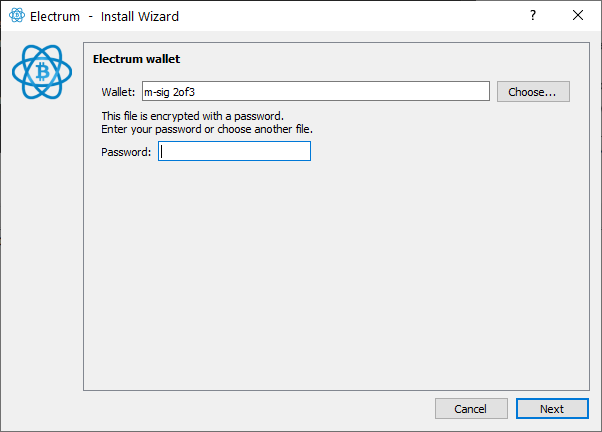 Electrum - Install Wizard
?
Electrum wallet
Wallet: m-sig 2of3 Choose...
This file is encrypted with a password.
Enter your password or choose another file.
Password:
Cancel Next